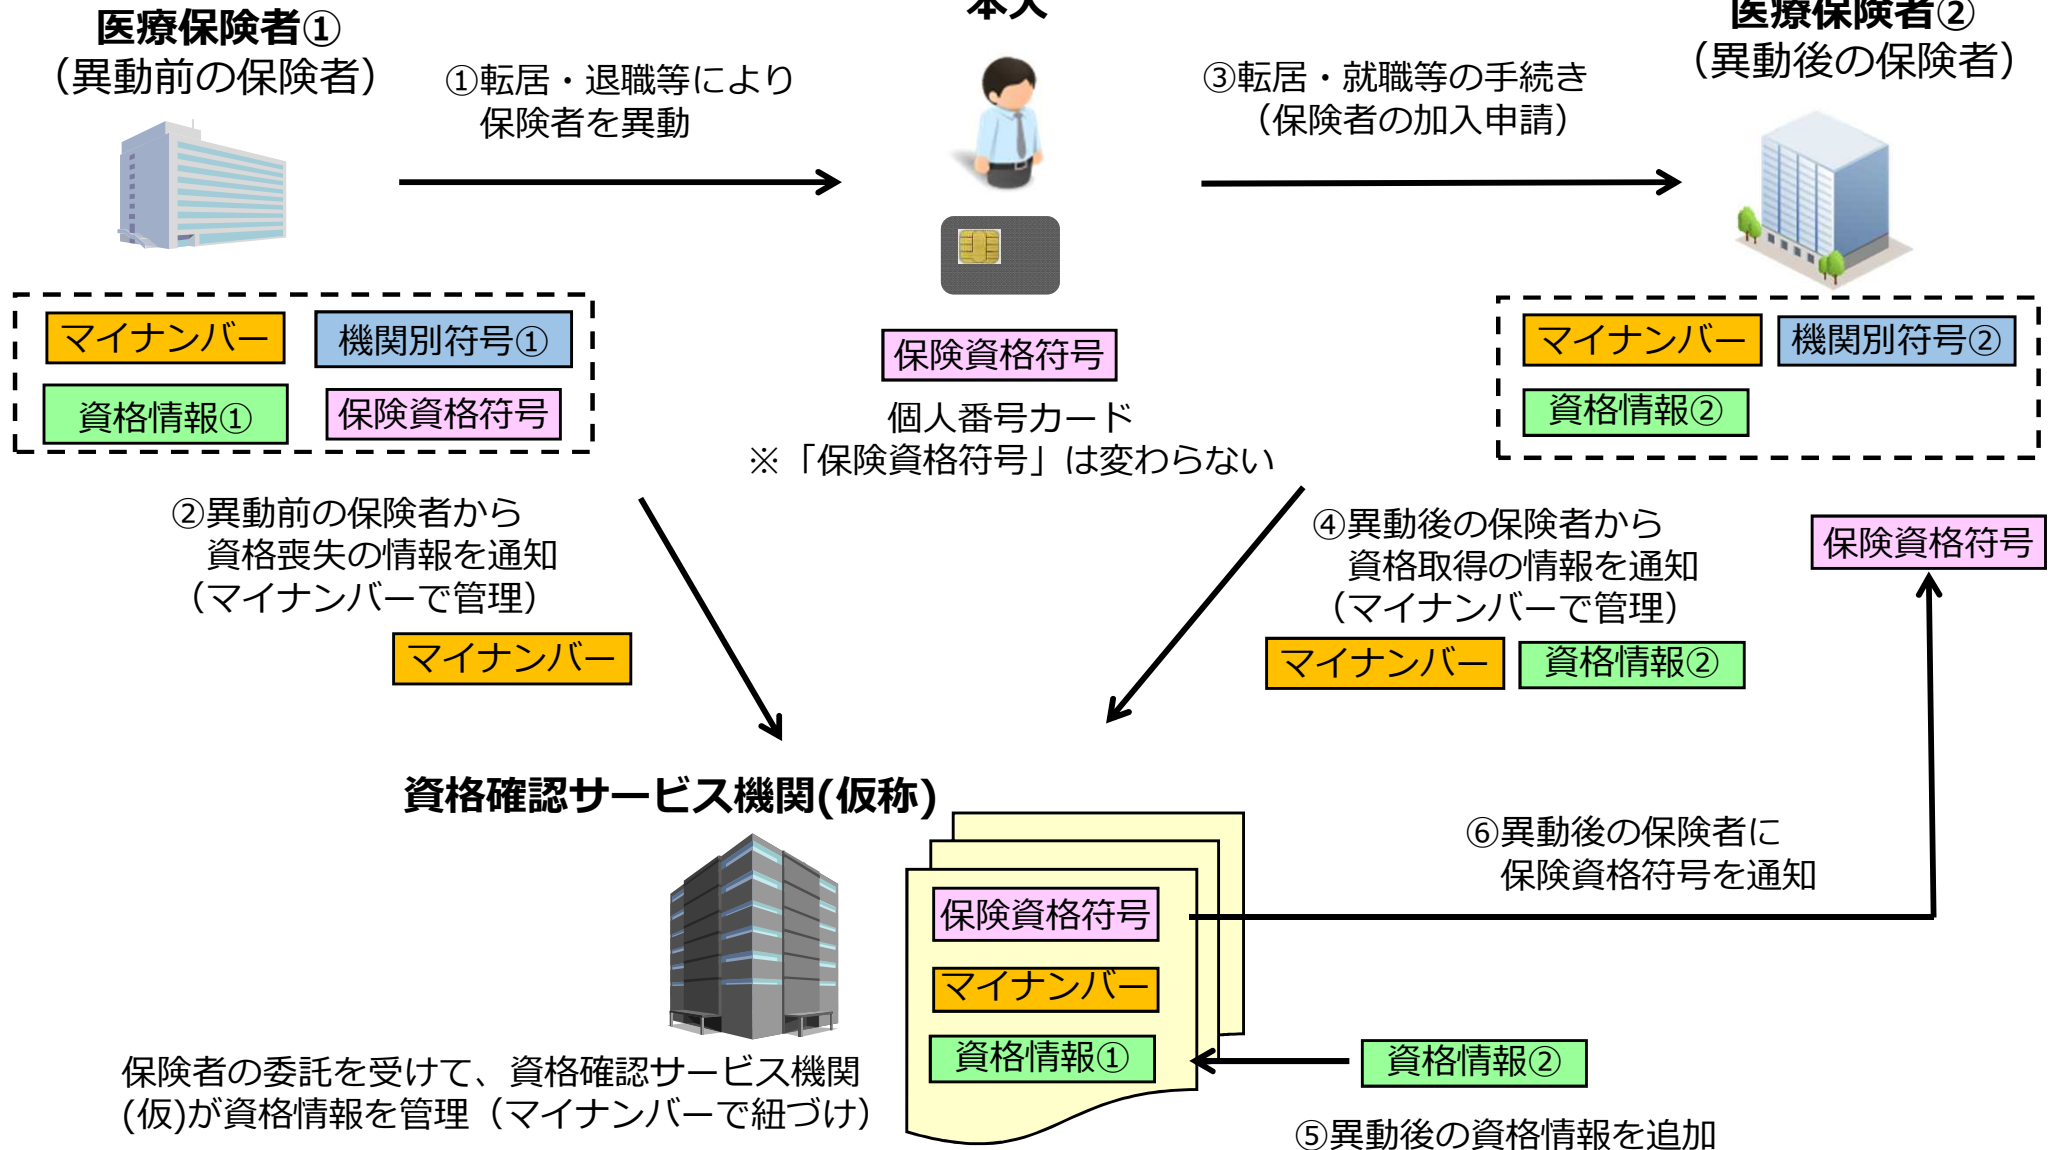 医療保険者①
（異動前の保険者）
①転居・退職等により
保険者を異動
本人
③転居・就職等の手続き
（保険者の加入申請）
医療保険者②
（異動後の保険者）
マイナンバー
機関別符号①
資格情報①
保険資格符号
保険資格符号
個人番号カード
※「保険資格符号」は変わらない
マイナンバー
機関別符号②
資格情報②
②異動前の保険者から
資格喪失の情報を通知
（マイナンバーで管理）
マイナンバー
④異動後の保険者から
資格取得の情報を通知
（マイナンバーで管理）
マイナンバー
資格情報②
保険資格符号
資格確認サービス機関(仮称)
保険資格符号
マイナンバー
資格情報①
⑥異動後の保険者に
保険資格符号を通知
資格情報②
⑤異動後の資格情報を追加
保険者の委託を受けて、資格確認サービス機関
(仮)が資格情報を管理（マイナンバーで紐づけ）